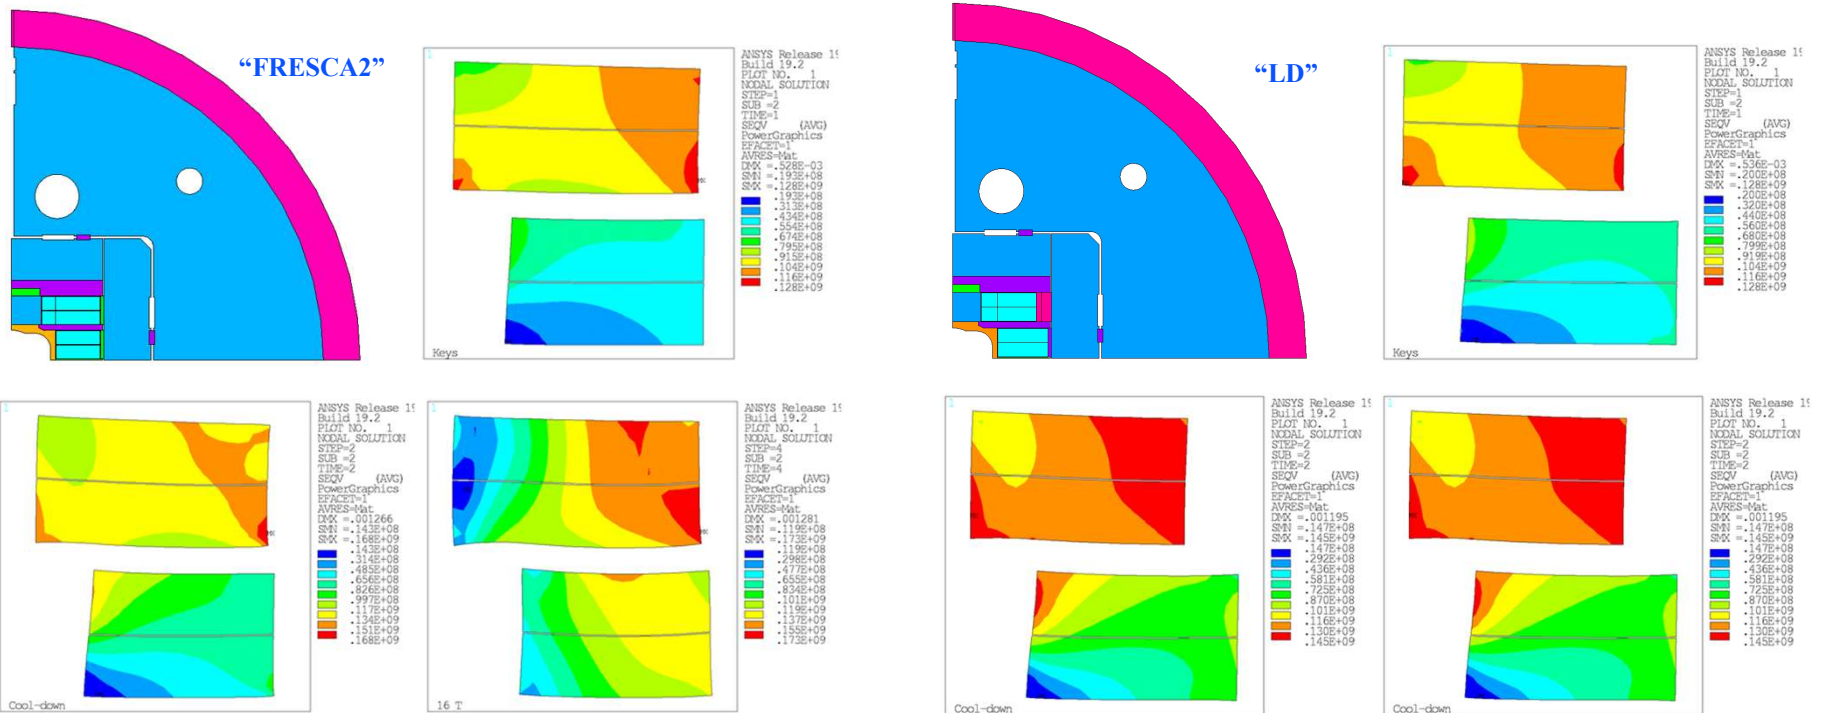 “FRESCA2”
1
ANSYS Release 19
Build 19.2
PLOT NO. 1
NODAL SOLUTION
STEP=1
SUB =2
TIME=1
SEQV (AVG)
PowerGraphics
EFACET=1
AVRES=Mat
DMX =.528E-03
SMN =.193E+08
SMX =.128E+09
.193E+08
.313E+08
.434E+08
.554E+08
.674E+08
.795E+08
.915E+08
.104E+09
.116E+09
.128E+09
MX
Keys
“LD”
1
ANSYS Release 19
Build 19.2
PLOT NO. 1
NODAL SOLUTION
STEP=1
SUB =2
TIME=1
SEQV (AVG)
PowerGraphics
EFACET=1
AVRES=Mat
DMX =.536E-03
SMN =.200E+08
SMX =.128E+09
.200E+08
.320E+08
.440E+08
.560E+08
.680E+08
.799E+08
.919E+08
.104E+09
.116E+09
.128E+09
Keys
1
ANSYS Release 19
Build 19.2
PLOT NO. 1
NODAL SOLUTION
STEP=2
SUB =2
TIME=2
SEQV (AVG)
PowerGraphics
EFACET=1
AVRES=Mat
DMX =.001266
SMN =.143E+08
SMX =.168E+09
.143E+08
.314E+08
.485E+08
.656E+08
.826E+08
.997E+08
.117E+09
.134E+09
.151E+09
.168E+09
MX
Cool-down
1
ANSYS Release 19
Build 19.2
PLOT NO. 1
NODAL SOLUTION
STEP=4
SUB =2
TIME=4
SEQV (AVG)
PowerGraphics
EFACET=1
AVRES=Mat
DMX =.001281
SMN =.119E+08
SMX =.173E+09
.119E+08
.298E+08
.477E+08
.655E+08
.834E+08
.101E+09
.119E+09
.137E+09
.155E+09
.173E+09
MX
16 T
1
ANSYS Release 19
Build 19.2
PLOT NO. 1
NODAL SOLUTION
STEP=2
SUB =2
TIME=2
SEQV (AVG)
PowerGraphics
EFACET=1
AVRES=Mat
DMX =.001195
SMN =.147E+08
SMX =.145E+09
.147E+08
.292E+08
.436E+08
.581E+08
.725E+08
.870E+08
.101E+09
.116E+09
.130E+09
.145E+09
Cool-down
1
ANSYS Release 19
Build 19.2
PLOT NO. 1
NODAL SOLUTION
STEP=2
SUB =2
TIME=2
SEQV (AVG)
PowerGraphics
EFACET=1
AVRES=Mat
DMX =.001195
SMN =.147E+08
SMX =.145E+09
.147E+08
.292E+08
.436E+08
.581E+08
.725E+08
.870E+08
.101E+09
.116E+09
.130E+09
.145E+09
Cool-down